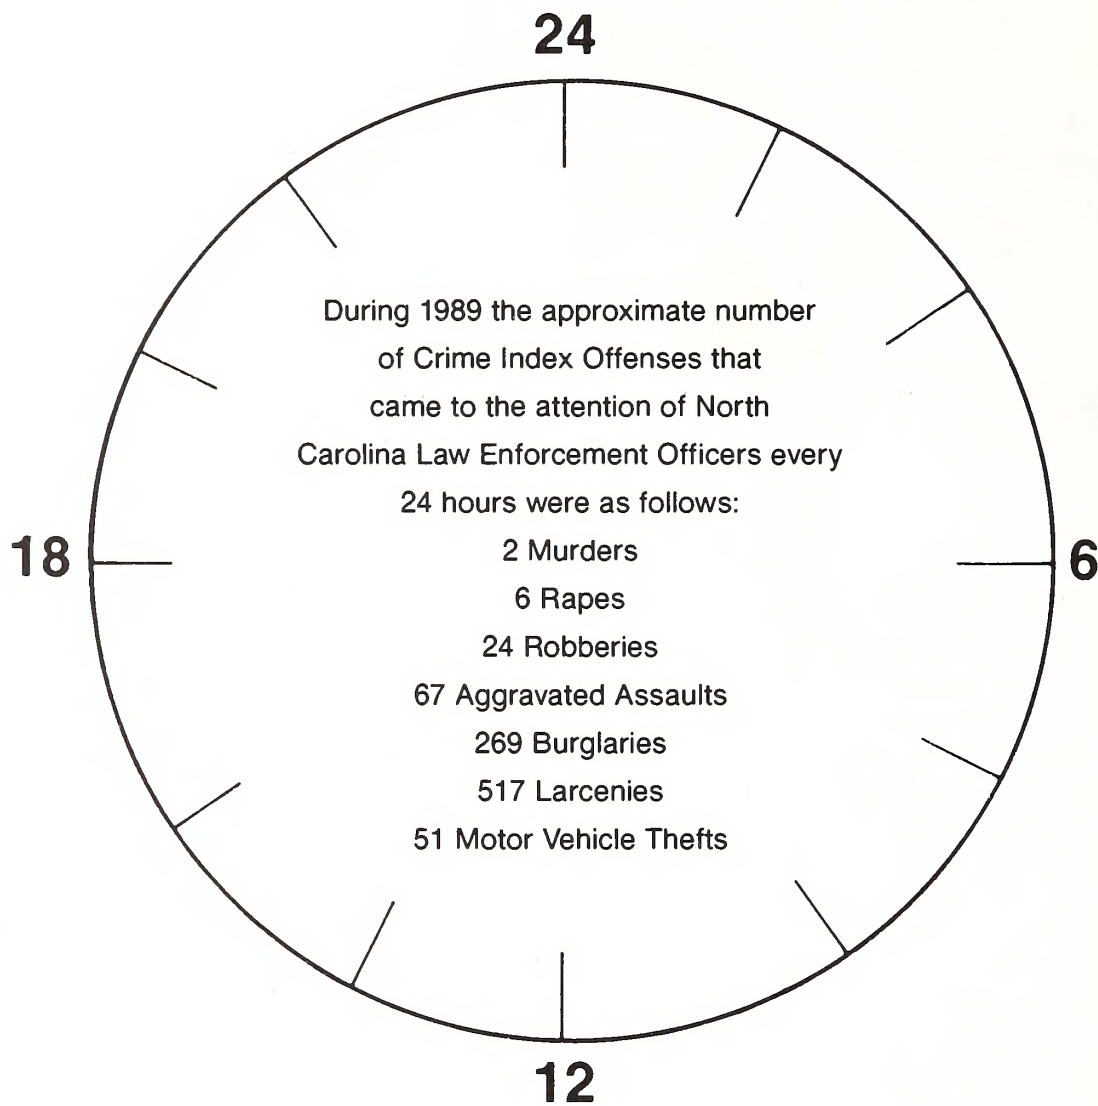 24
During 1989 the approximate number
of Crime Index Offenses that
came to the attention of North
Carolina Law Enforcement Officers every
24 hours were as follows:
18
2 Murders
6
6 Rapes
24 Robberies
67 Aggravated Assaults
269 Burglaries
517 Larcenies
51 Motor Vehicle Thefts
12